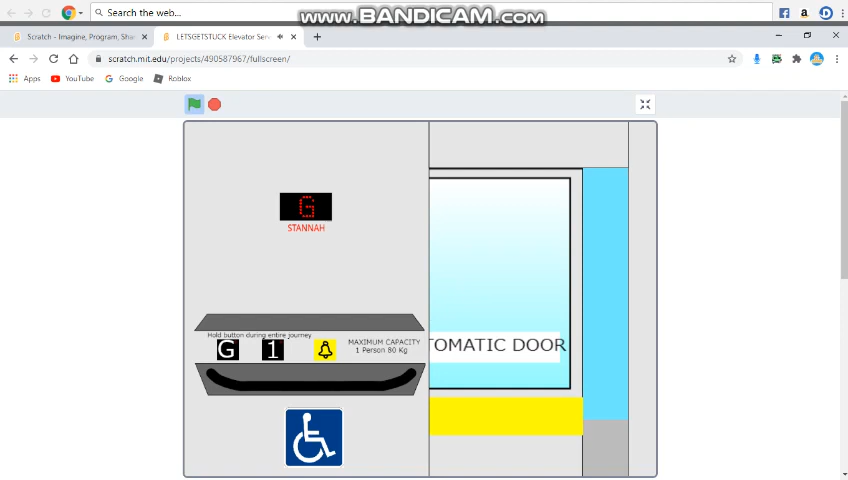 Search the web...
www.BANDICAM.com
Scratch - Imagine, Program, Sha
LETSGETSTUCK Elevator Serv
scratch.mit.edu/projects/490587967/fullscreen/
Apps
YouTube
Google
Roblox
G
STANNAH
Hold button during entire journey
G
1
MAXIMUM CAPACITY
1 Person 80 Kg
TOMATIC DOOR